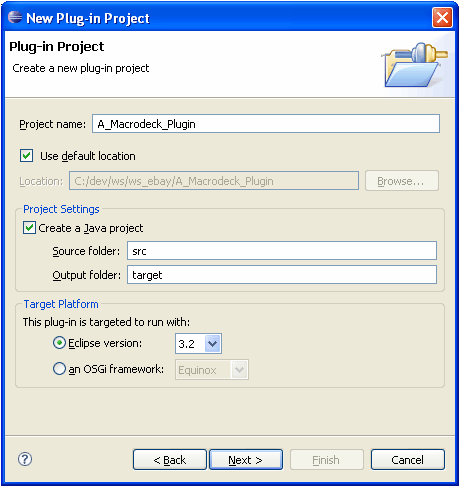 New Plug-in Project
Plug-in Project
Create a new plug-in project
Project name: A_Macrodeck_Plugin
Use default location
Location: C:/dev/ws/ws_ebay/A_Macrodeck_Plugin Browse...
Project Settings
Create a Java project
Source folder: src
Output folder: target
Target Platform
This plug-in is targeted to run with:
Eclipse version: 3.2
an OSGi framework: Equinox
? < Back Next > Finish Cancel